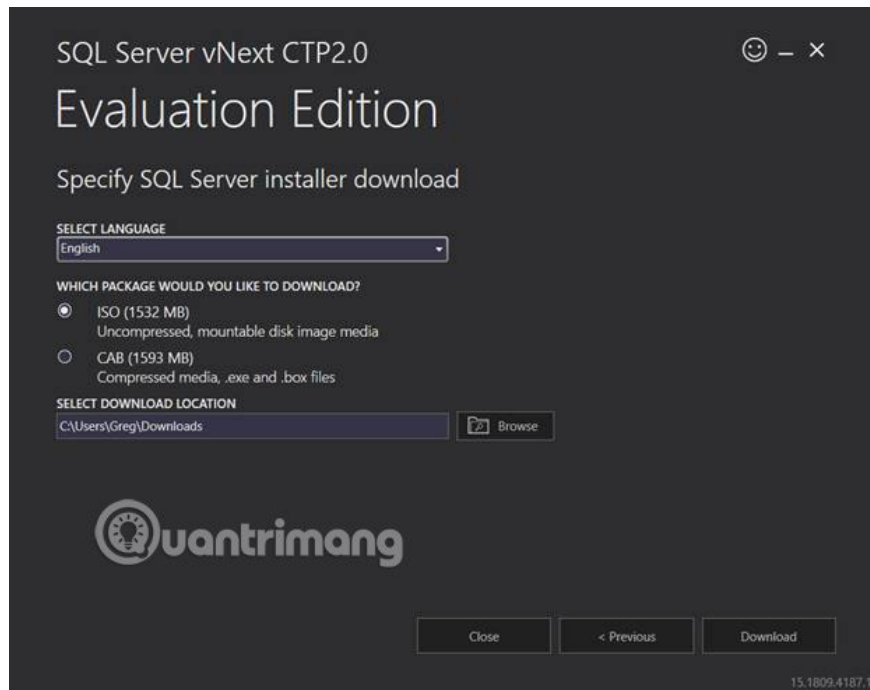 SQL Server vNext CTP2.0
Evaluation Edition
Specify SQL Server installer download
SELECT LANGUAGE
English
WHICH PACKAGE WOULD YOU LIKE TO DOWNLOAD?
ISO (1532 MB)
Uncompressed, mountable disk image media
CAB (1593 MB)
Compressed media, .exe and .box files
SELECT DOWNLOAD LOCATION
C:\Users\Greg\Downloads
Browse
Quantrimang
Close
< Previous
Download
15.1809.4187.1